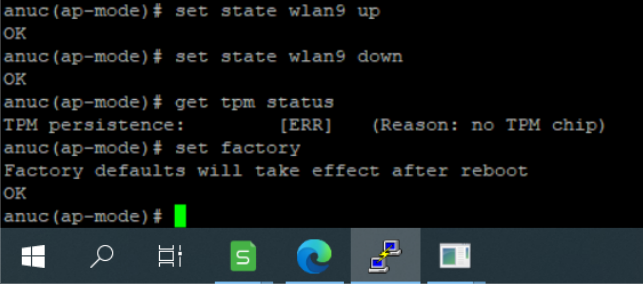 anuc(ap-mode)# set state wlan9 up
OK
anuc(ap-mode)# set state wlan9 down
OK
anuc(ap-mode)# get tpm status
TPM persistence: [ERR] (Reason: no TPM chip)
anuc(ap-mode)# set factory
Factory defaults will take effect after reboot
OK
anuc(ap-mode)#
S